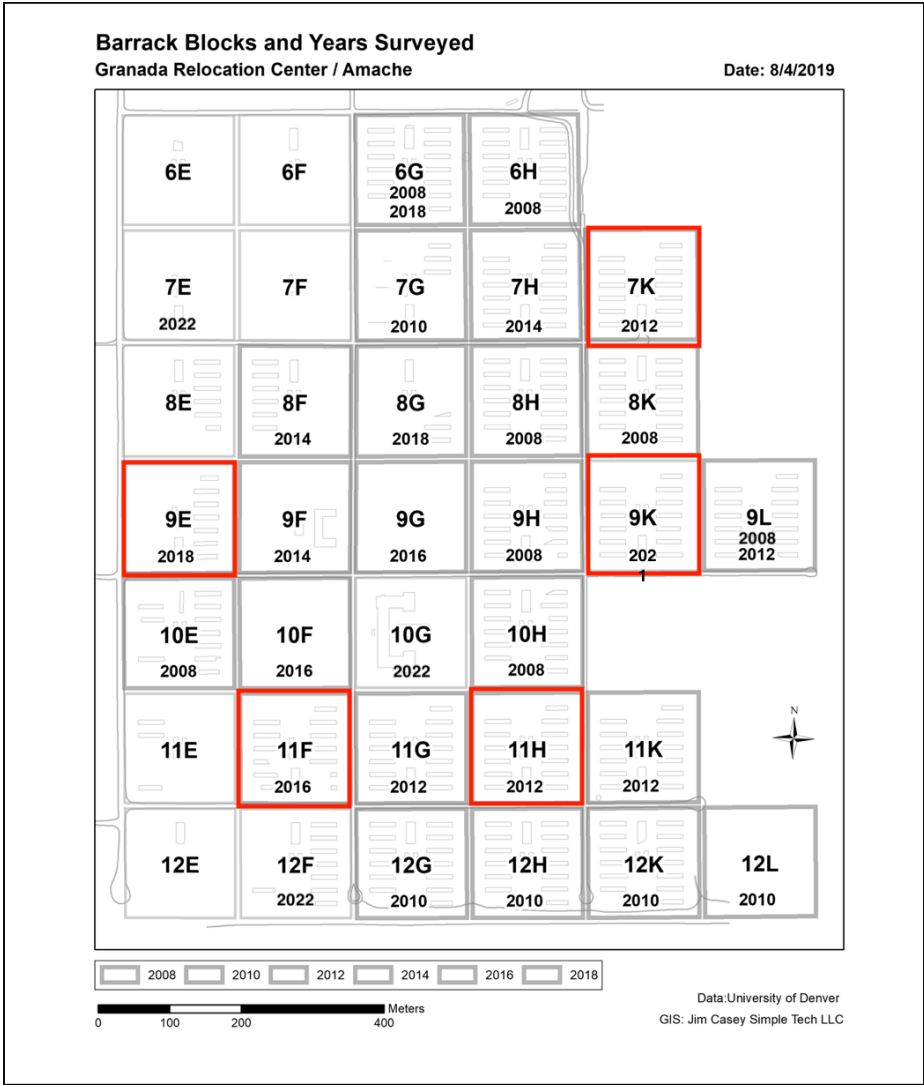 Barrack Blocks and Years Surveyed
Granada Relocation Center / Amache
Date: 8/4/2019
6E
6F
6G
2008
2018
6H
2008
7E
2022
7F
7G
2010
7H
2014
7K
2012
8E
8F
2014
8G
2018
8H
2008
8K
2008
9E
2018
9F
2014
9G
2016
9H
2008
9K
202
1
9L
2008
2012
10E
2008
10F
2016
10G
2022
10H
2008
11E
11F
2016
11G
2012
11H
2012
11K
2012
N
12E
12F
2022
12G
2010
12H
2010
12K
2010
12L
2010
2008 2010 2012 2014 2016 2018
Meters
0 100 200 400
Data:University of Denver
GIS: Jim Casey Simple Tech LLC